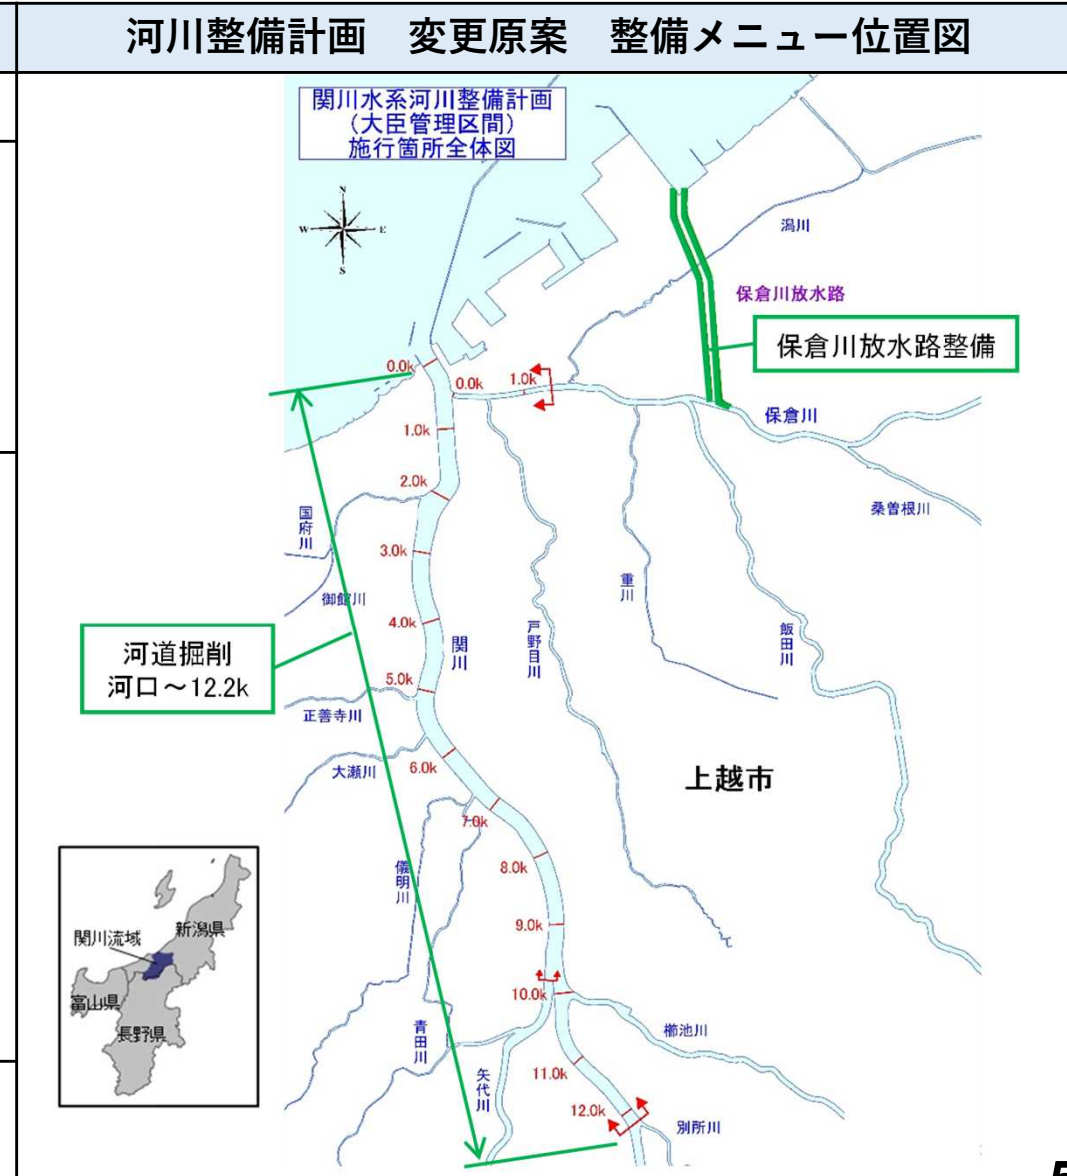 河川整備計画　変更原案　整備メニュー位置図
関川水系河川整備計画
（大臣管理区間）
施行箇所全体図
N
W
E
S
潟川
保倉川放水路
保倉川放水路整備
0.0k
0.0k
1.0k
保倉川
1.0k
2.0k
国府川
桑曽根川
3.0k
御館川
重川
4.0k
関川
戸野目川
飯田川
河道掘削
河口～12.2k
5.0k
正善寺川
大瀬川
6.0k
上越市
7.0k
8.0k
儀明川
9.0k
関川流域
新潟県
富山県
長野県
10.0k
青田川
櫛池川
矢代川
11.0k
12.0k
別所川